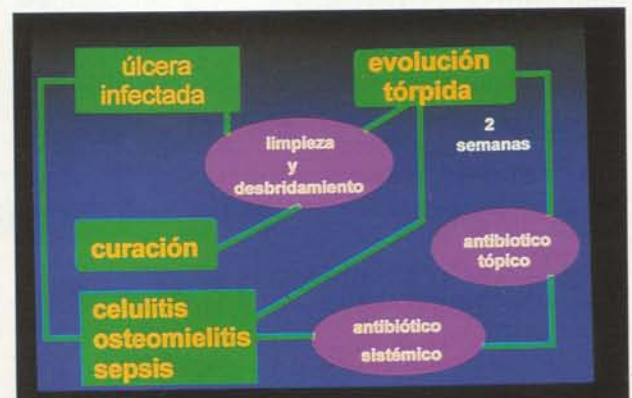 úlcera
infectada
evolución
tórpida
2
semanas
limpieza
y
desbridamiento
curación
antibiotico
tópico
celulitis
osteomielitis
sepsis
antibiótico
sistémico